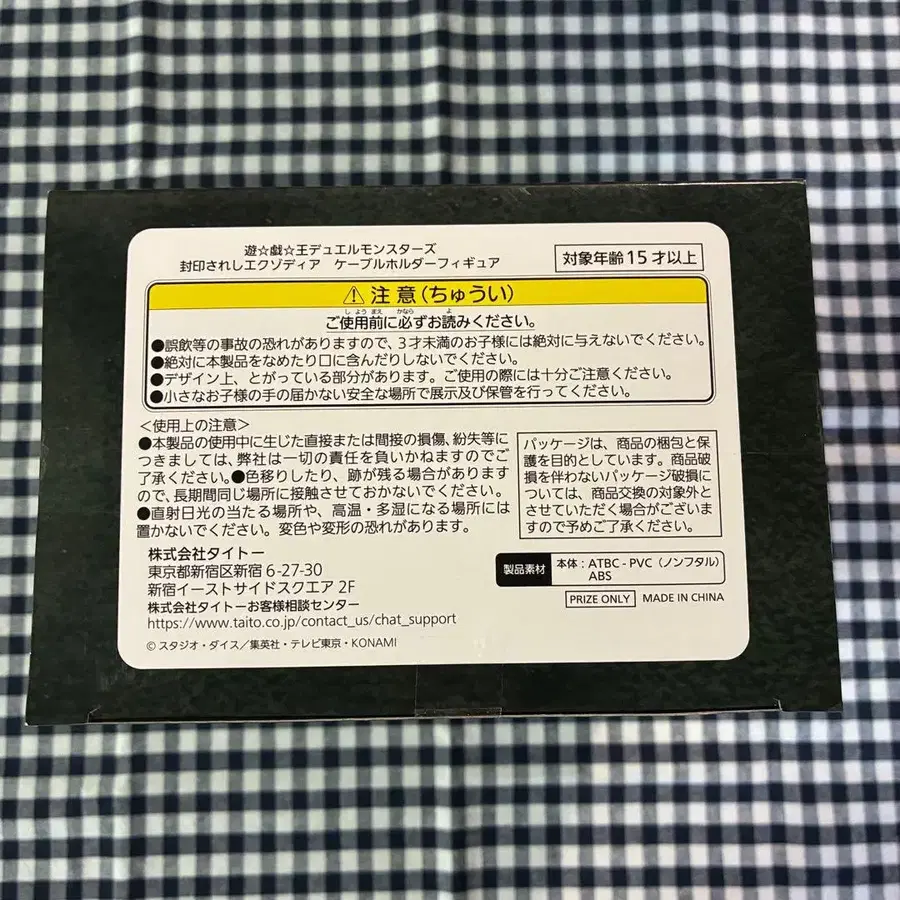 遊☆戯☆王デュエルモンスターズ
封印されしエクゾディア　ケーブルホルダーフィギュア
対象年齢15才以上
⚠注意(ちゅうい)
しようまえ かなら よ
ご使用前に必ずお読みください。
●誤飲等の事故の恐れがありますので、3才未満のお子様には絶対に与えないでください。
●絶対に本製品をなめたり口に含んだりしないでください。
●デザイン上、とがっている部分があります。ご使用の際には十分ご注意ください。
●小さなお子様の手の届かない安全な場所で展示及び保管を行ってください。
＜使用上の注意＞
●本製品の使用中に生じた直接または間接の損傷、紛失等に
つきましては、弊社は一切の責任を負いかねますのでご
了承ください。●色移りしたり、跡が残る場合があります
ので、長期間同じ場所に接触させておかないでください。
●直射日光の当たる場所や、高温・多湿になる場所には
置かないでください。変色や変形の恐れがあります。
パッケージは、商品の梱包と保
護を目的としています。商品破
損を伴わないパッケージ破損に
ついては、商品交換の対象外と
させていただく場合がございま
すので予めご了承ください。
株式会社タイトー
東京都新宿区新宿6-27-30
新宿イーストサイドスクエア 2F
株式会社タイトーお客様相談センター
https://www.taito.co.jp/contact_us/chat_support
製品素材
本体：ATBC-PVC（ノンフタル）
ABS
PRIZE ONLY
MADE IN CHINA
© スタジオ・ダイス／集英社・テレビ東京・KONAMI